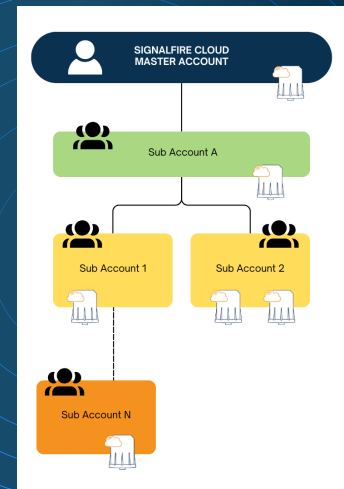 SIGNALFIRE CLOUD
MASTER ACCOUNT
Sub Account A
Sub Account 1
Sub Account 2
Sub Account N